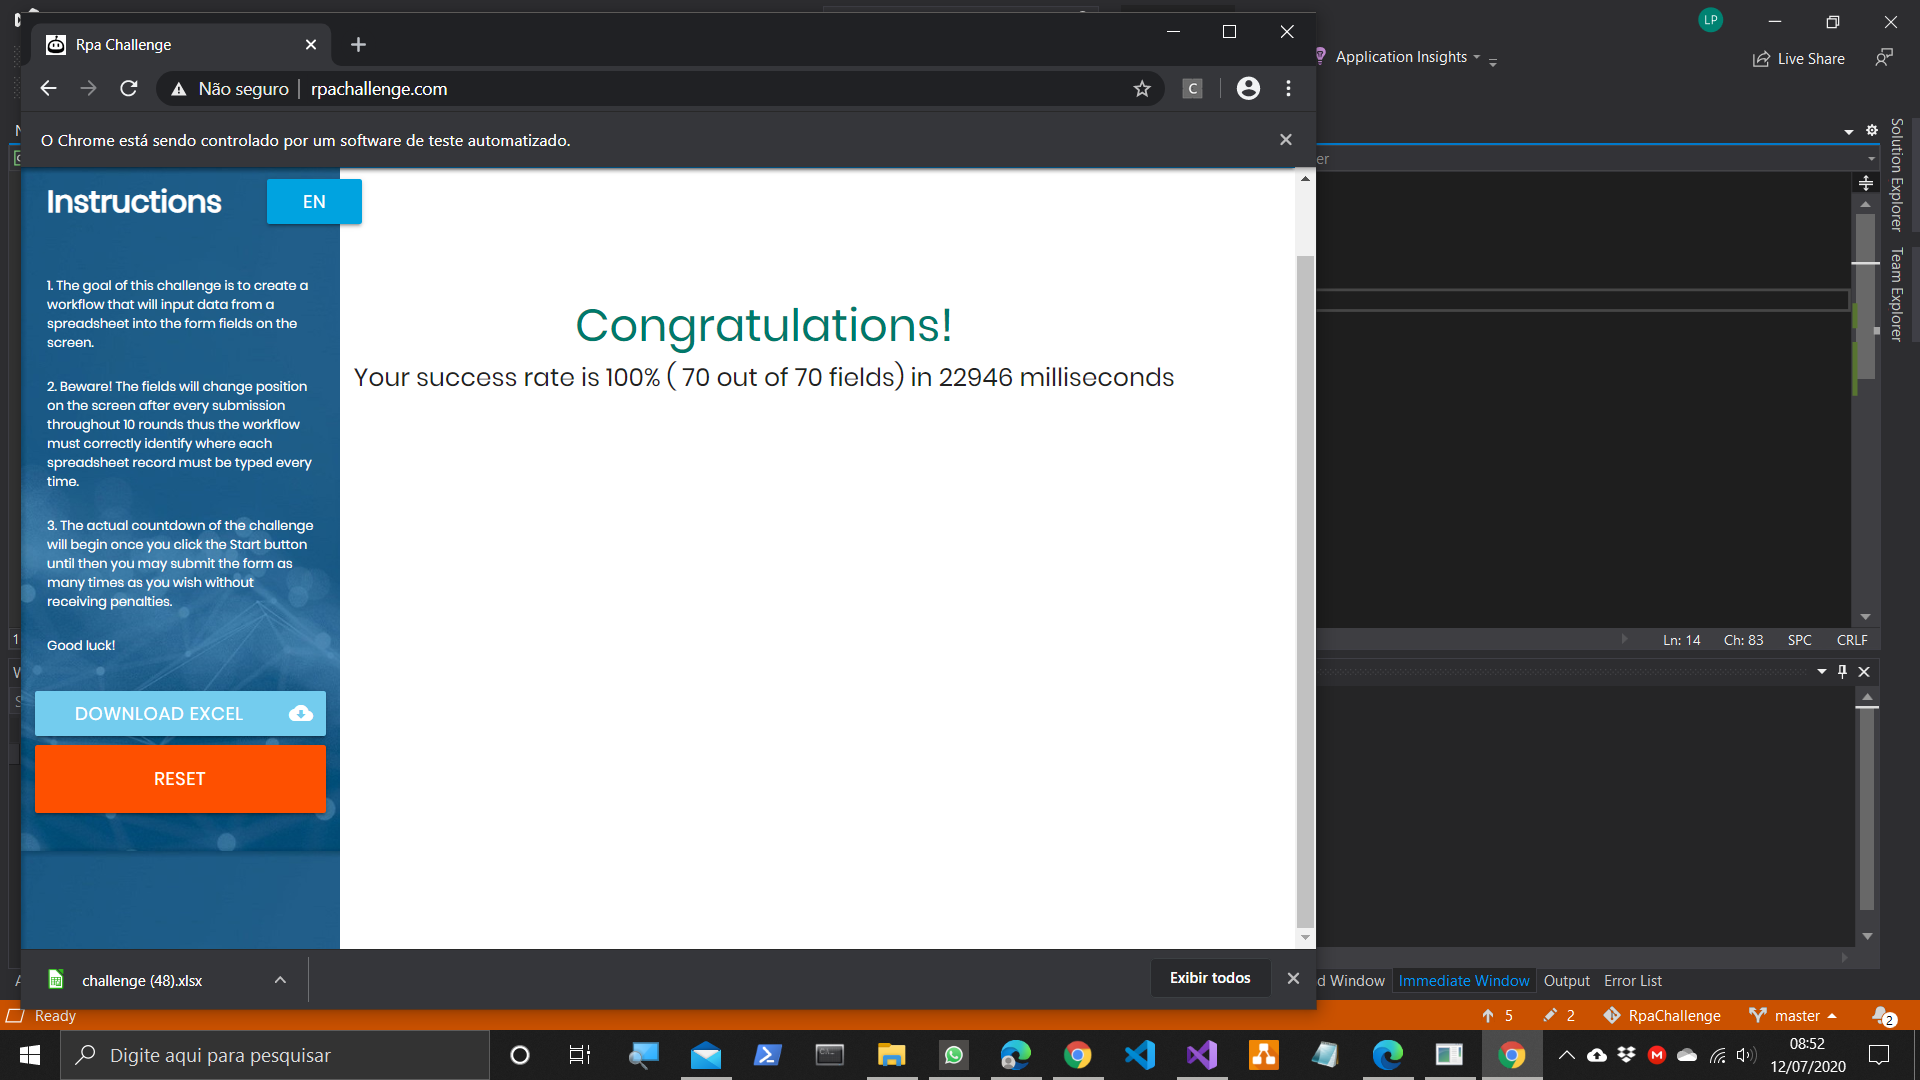 Rpa Challenge
LP
Application Insights
Live Share
Não seguro
rpachallenge.com
C
O Chrome está sendo controlado por um software de teste automatizado.
Solution Explorer
Team Explorer
Instructions
EN
1. The goal of this challenge is to create a
workflow that will input data from a
spreadsheet into the form fields on the
screen.
2. Beware! The fields will change position
on the screen after every submission
throughout 10 rounds thus the workflow
must correctly identify where each
spreadsheet record must be typed every
time.
3. The actual countdown of the challenge
will begin once you click the Start button
until then you may submit the form as
many times as you wish without
receiving penalties.
Good luck!
DOWNLOAD EXCEL
RESET
Congratulations!
Your success rate is 100% ( 70 out of 70 fields) in 22946 milliseconds
Ln: 14 Ch: 83 SPC CRLF
challenge (48).xlsx
Exibir todos
d Window Immediate Window Output Error List
Ready
5 2 RpaChallenge master 2
Digite aqui para pesquisar
08:52
12/07/2020